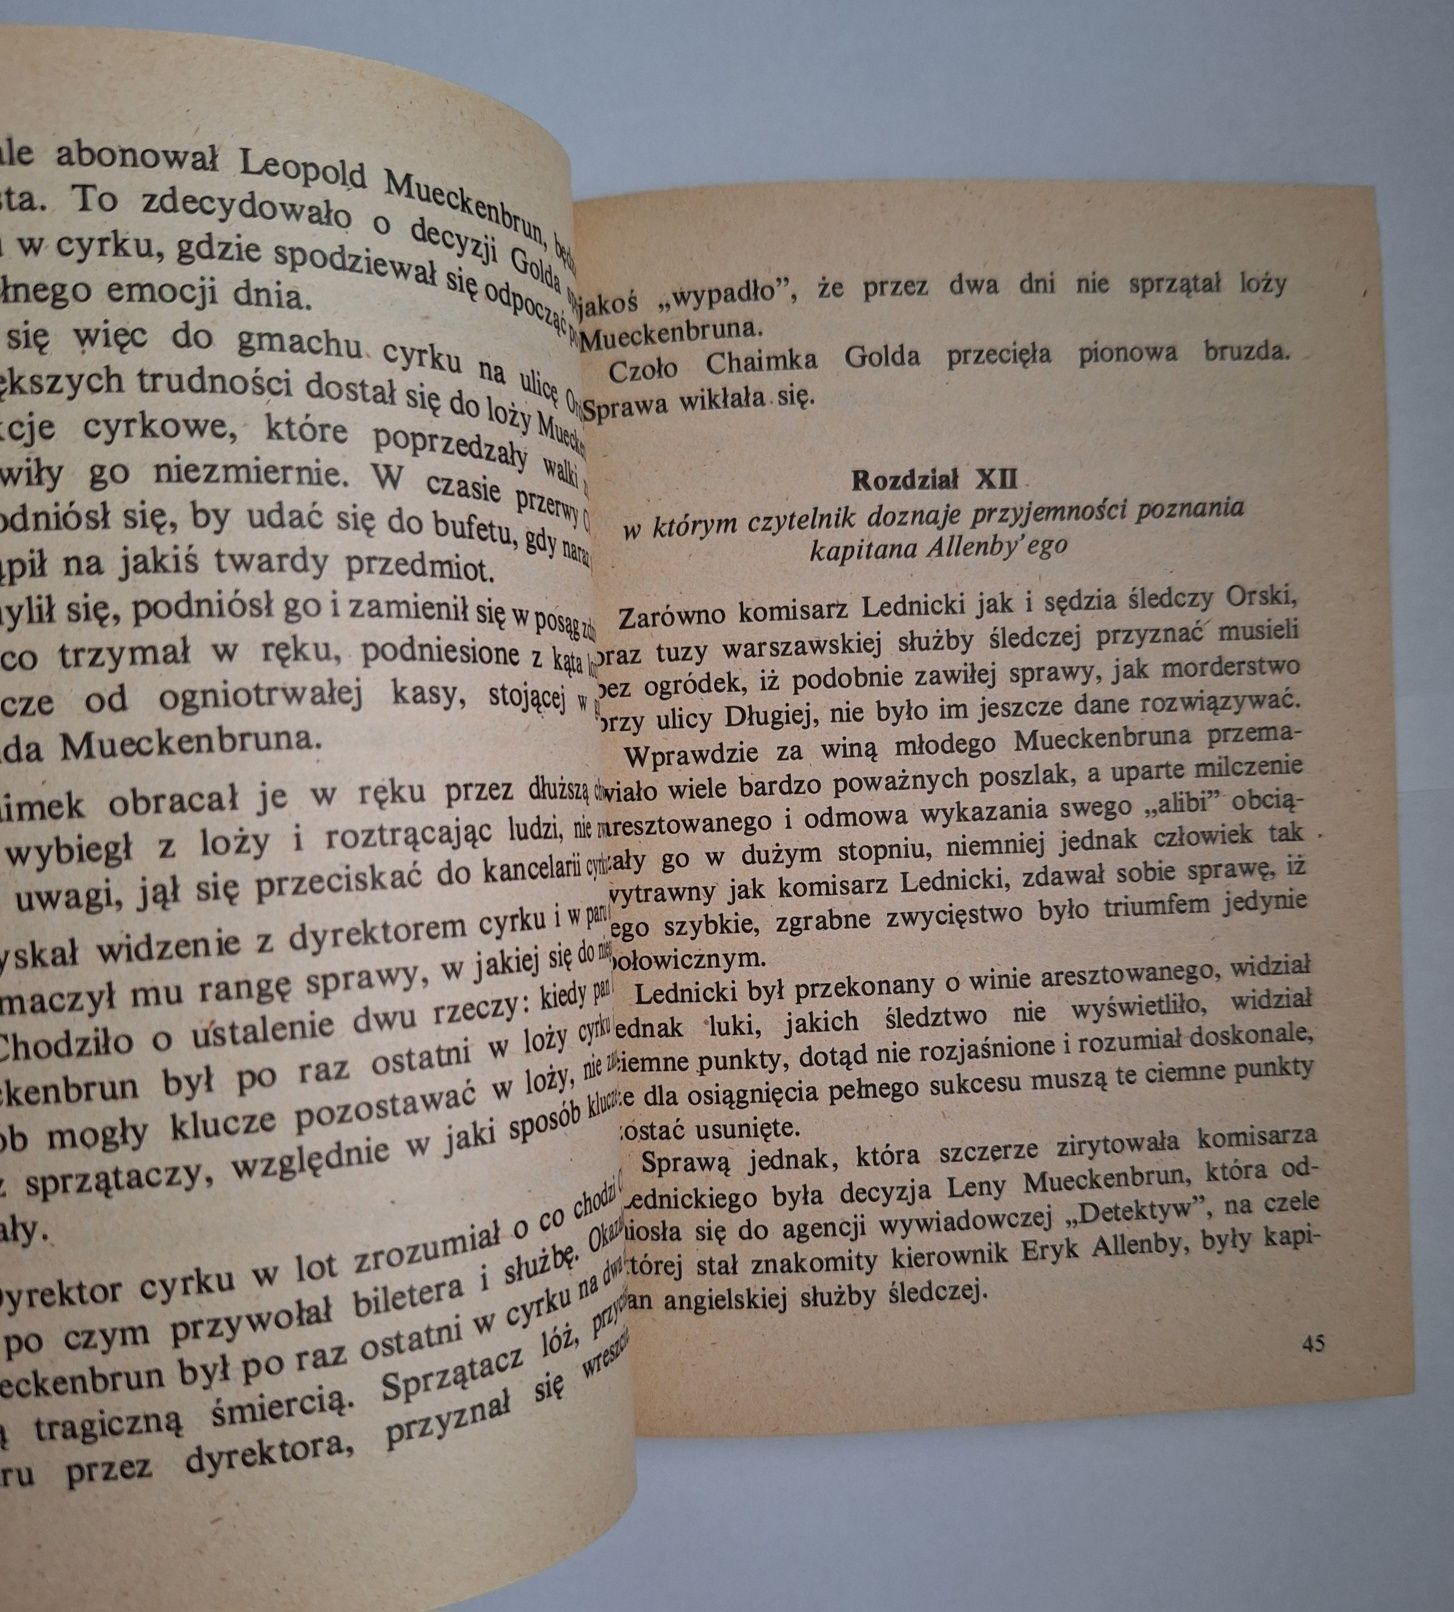 ale abonował Leopold Mueckenbrun,
sta. To zdecydowało o decyzji Golda
w cyrku, gdzie spodziewał się odpocząć
łnego emocji dnia.
się więc do gmachu cyrku na ulicę
kszych trudności dostał się do loży
cje cyrkowe, które poprzedzały walki
wiły go niezmiernie. W czasie przerwy
odniósł się, by udać się do bufetu, gdy
ąpił na jakiś twardy przedmiot.
ylił się, podniósł go i zamienił się w posąg
co trzymał w ręku, podniesione z kąta
cze od ogniotrwałej kasy, stojącej w
da Mueckenbruna.
imek obracał je w ręku przez dłuższą
wybiegł z loży i roztrącając ludzi, nie
uwagi, jął się przeciskać do kancelarii
yskał widzenie z dyrektorem cyrku i w paru
maczył mu rangę sprawy, w jakiej się do
Chodziło o ustalenie dwu rzeczy: kiedy pan
ckenbrun był po raz ostatni w loży
ób mogły klucze pozostawać w loży, nie
z sprzątaczy, względnie w jaki sposób
ały.
Dyrektor cyrku w lot zrozumiał o co chodzi
po czym przywołał biletera i służbę.
eckenbrun był po raz ostatni w cyrku na dwa
ą tragiczną śmiercią. Sprzątacz lóż,
ru przez dyrektora, przyznał się wreszcie
jakoś „wypadło”, że przez dwa dni nie sprzątał loży
Mueckenbruna.
Czoło Chaimka Golda przecięła pionowa bruzda.
Sprawa wikłała się.
Rozdział XII
w którym czytelnik doznaje przyjemności poznania
kapitana Allenby’ego
Zarówno komisarz Lednicki jak i sędzia śledczy Orski,
oraz tuzy warszawskiej służby śledczej przyznać musieli
bez ogródek, iż podobnie zawiłej sprawy, jak morderstwo
przy ulicy Długiej, nie było im jeszcze dane rozwiązywać.
Wprawdzie za winą młodego Mueckenbruna przema-
wiało wiele bardzo poważnych poszlak, a uparte milczenie
aresztowanego i odmowa wykazania swego „alibi” obcią-
żały go w dużym stopniu, niemniej jednak człowiek tak
wytrawny jak komisarz Lednicki, zdawał sobie sprawę, iż
ego szybkie, zgrabne zwycięstwo było triumfem jedynie
połowicznym.
Lednicki był przekonany o winie aresztowanego, widział
ednak luki, jakich śledztwo nie wyświetliło, widział
ciemne punkty, dotąd nie rozjaśnione i rozumiał doskonale,
że dla osiągnięcia pełnego sukcesu muszą te ciemne punkty
zostać usunięte.
Sprawą jednak, która szczerze zirytowała komisarza
Lednickiego była decyzja Leny Mueckenbrun, która od-
niosła się do agencji wywiadowczej „Detektyw”, na czele
której stał znakomity kierownik Eryk Allenby, były kapi-
tan angielskiej służby śledczej.
45